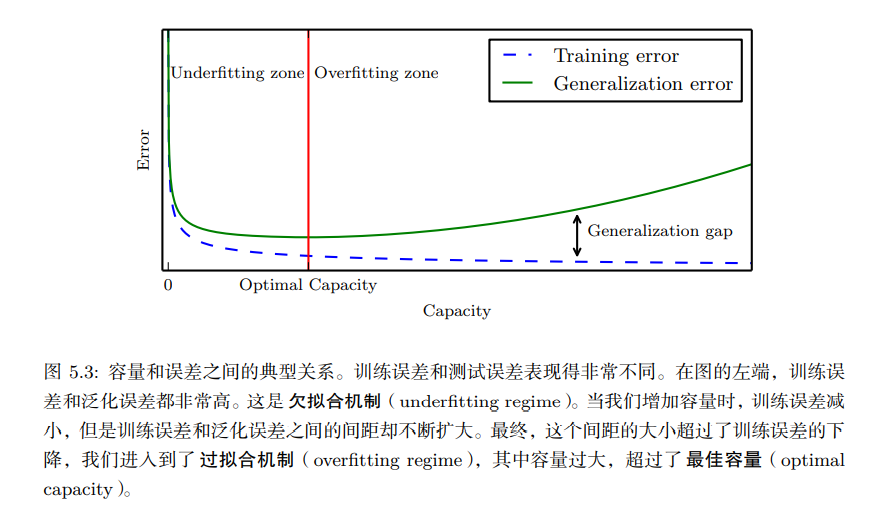 Underfitting zone
Overfitting zone
Training error
Generalization error
Error
Generalization gap
0
Optimal Capacity
Capacity
图 5.3: 容量和误差之间的典型关系。训练误差和测试误差表现得非常不同。在图的左端，训练误
差和泛化误差都非常高。这是 欠拟合机制（underfitting regime）。当我们增加容量时，训练误差减
小，但是训练误差和泛化误差之间的间距却不断扩大。最终，这个间距的大小超过了训练误差的下
降，我们进入到了 过拟合机制（overfitting regime），其中容量过大，超过了 最佳容量（optimal
capacity）。